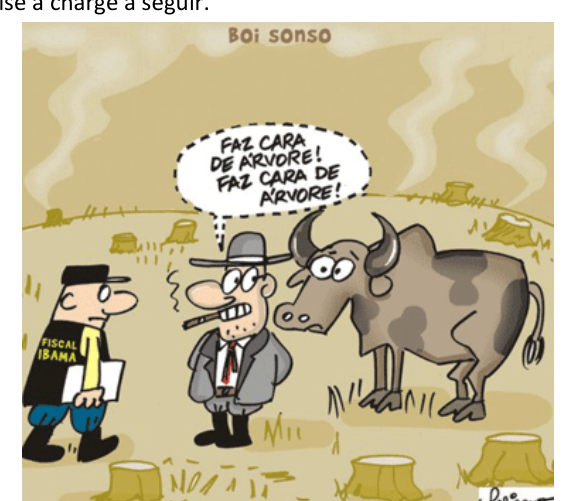 ise a charge a seguir.
Boi sonso
FAZ CARA
DE ÁRVORE!
FAZ CARA DE
ÁRVORE!
FISCAL
IBAMA